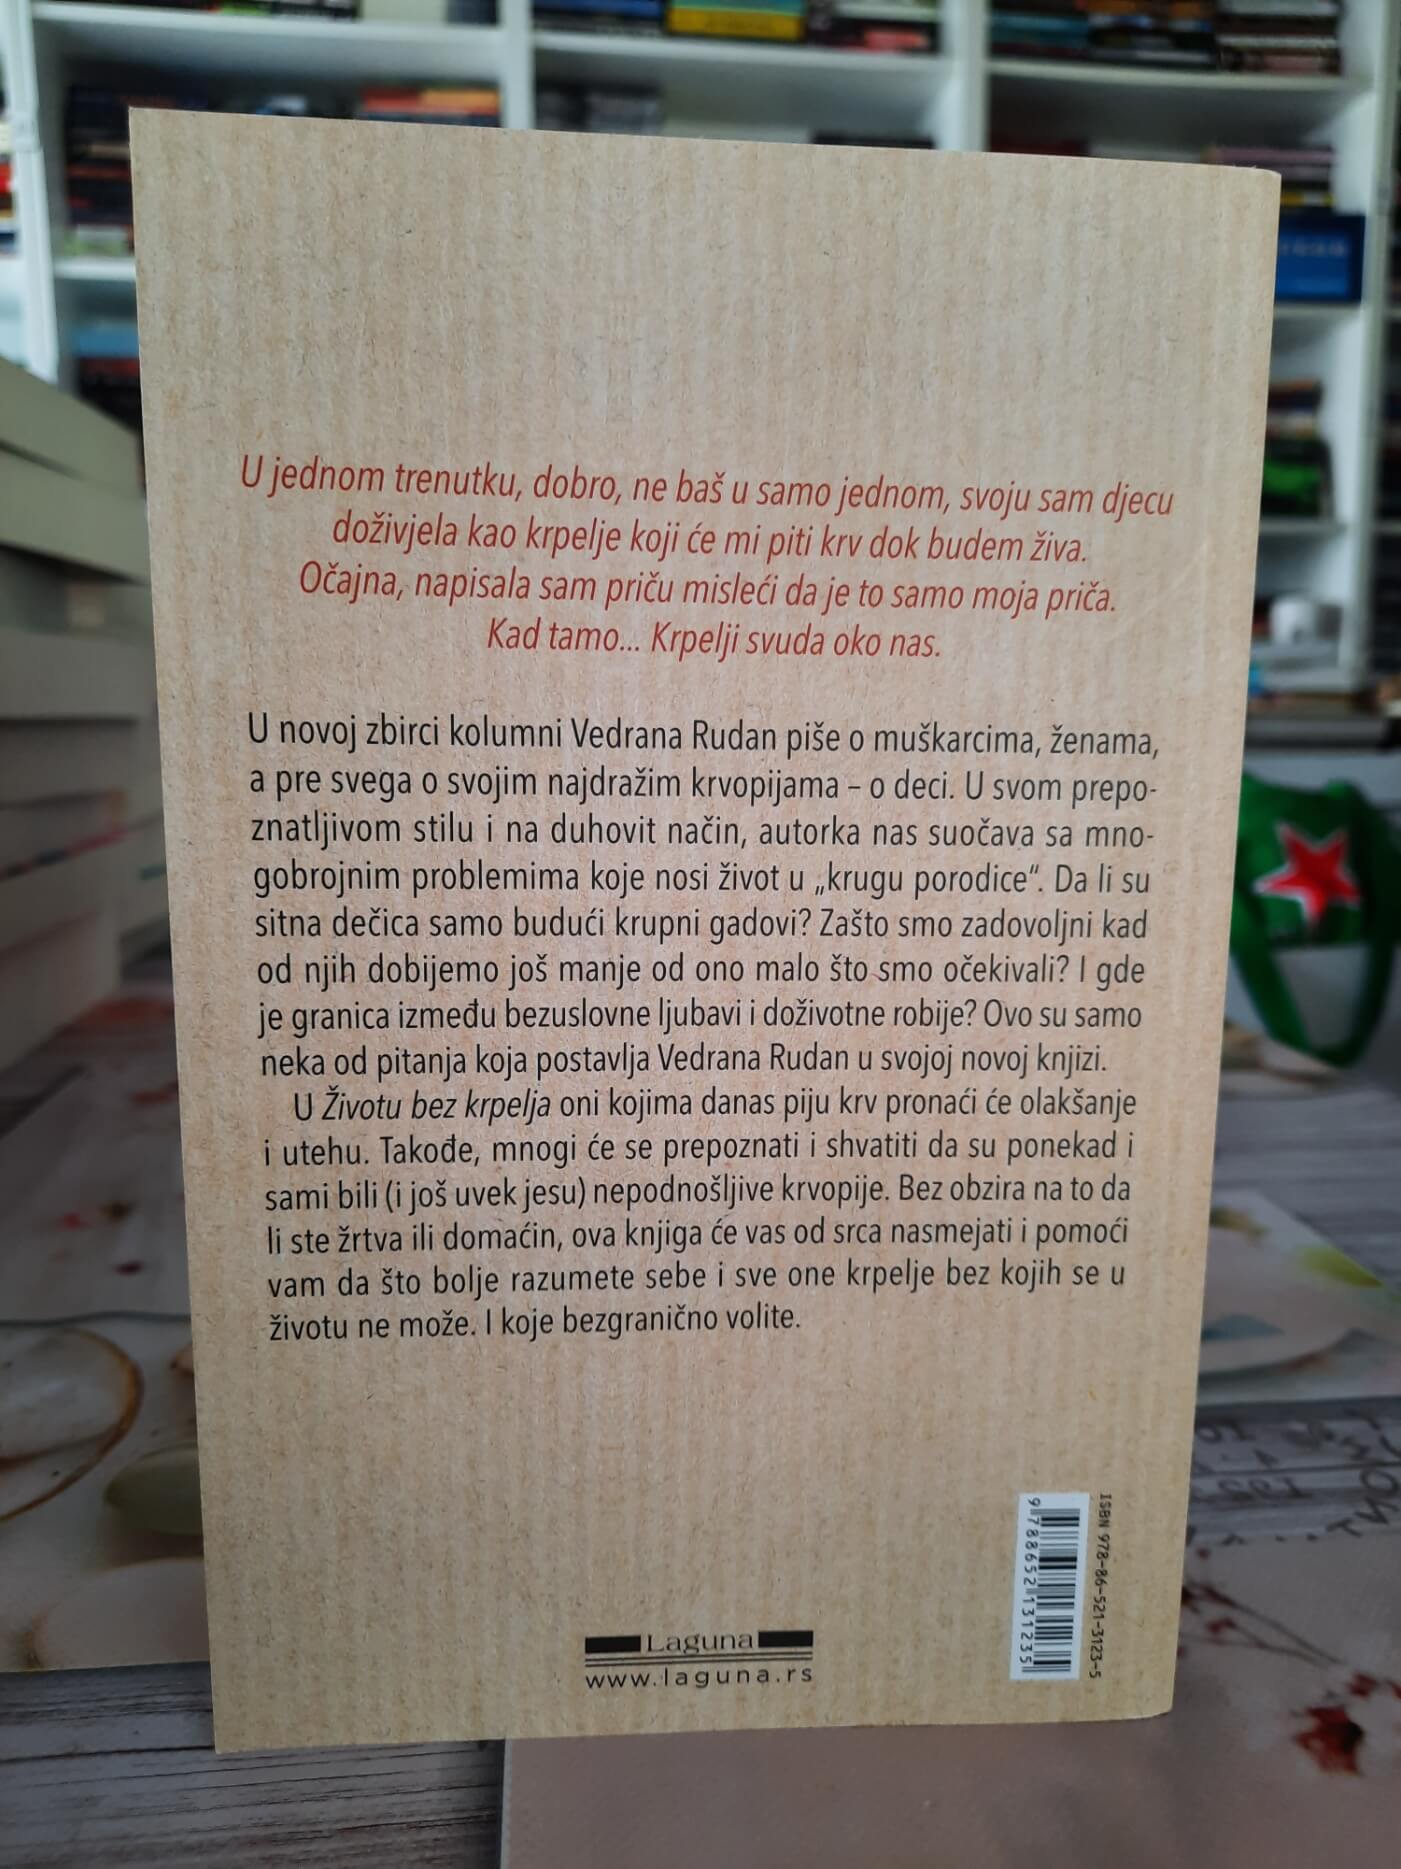 U jednom trenutku, dobro, ne baš u samo jednom, svoju sam djecu
doživjela kao krpelje koji će mi piti krv dok budem živa.
Očajna, napisala sam priču misleći da je to samo moja priča.
Kad tamo... Krpelji svuda oko nas.
U novoj zbirci kolumni Vedrana Rudan piše o muškarcima, ženama,
a pre svega o svojim najdražim krvopijama – o deci. U svom prepo-
znatljivom stilu i na duhovit način, autorka nas suočava sa mno-
gobrojnim problemima koje nosi život u „krugu porodice“. Da li su
sitna dečica samo budući krupni gadovi? Zašto smo zadovoljni kad
od njih dobijemo još manje od ono malo što smo očekivali? I gde
je granica između bezuslovne ljubavi i doživotne robije? Ovo su samo
neka od pitanja koja postavlja Vedrana Rudan u svojoj novoj knjizi.
U Životu bez krpelja oni kojima danas piju krv pronaći će olakšanje
i utehu. Takođe, mnogi će se prepoznati i shvatiti da su ponekad i
sami bili (i još uvek jesu) nepodnošljive krvopije. Bez obzira na to da
li ste žrtva ili domaćin, ova knjiga će vas od srca nasmejati i pomoći
vam da što bolje razumete sebe i sve one krpelje bez kojih se u
životu ne može. I koje bezgranično volite.
ISBN 978-86-521-3123-5
9788652131235
Laguna
www.laguna.rs